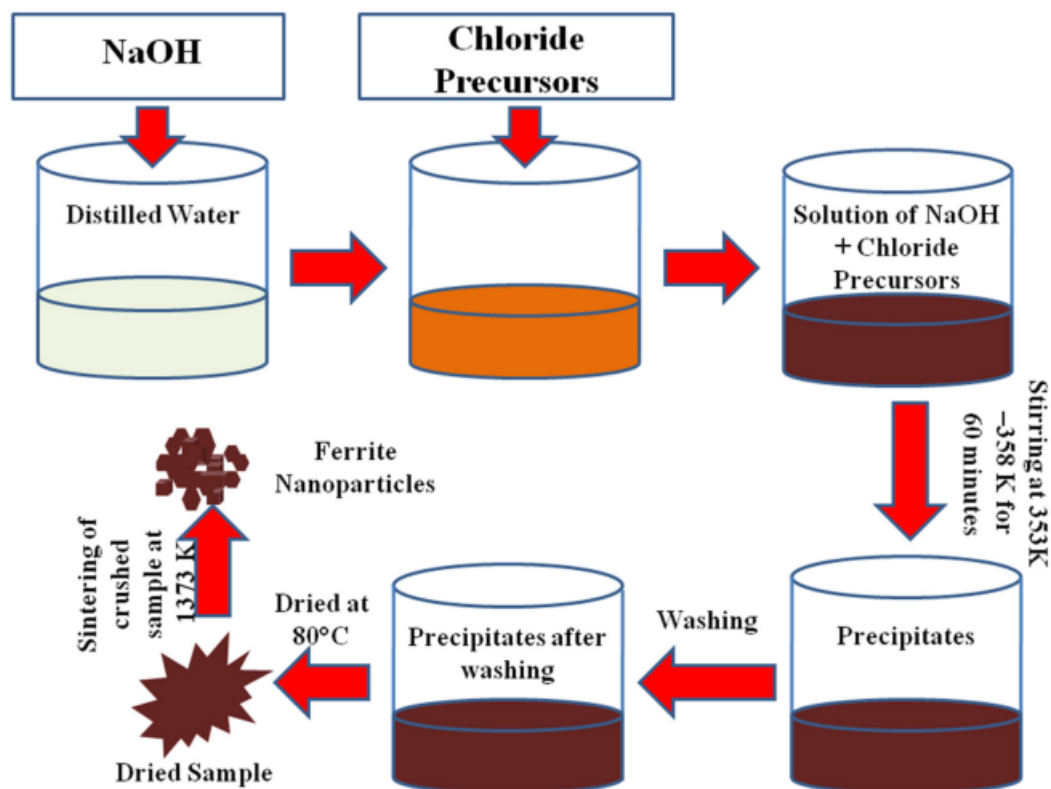 NaOH
Chloride
Precursors
Distilled Water
Solution of NaOH
+ Chloride
Precursors
Stirring at 353K
–358 K for
60 minutes
Precipitates
Washing
Precipitates after
washing
Dried at
80°C
Dried Sample
Sintering of
crushed
sample at
1373 K
Ferrite
Nanoparticles